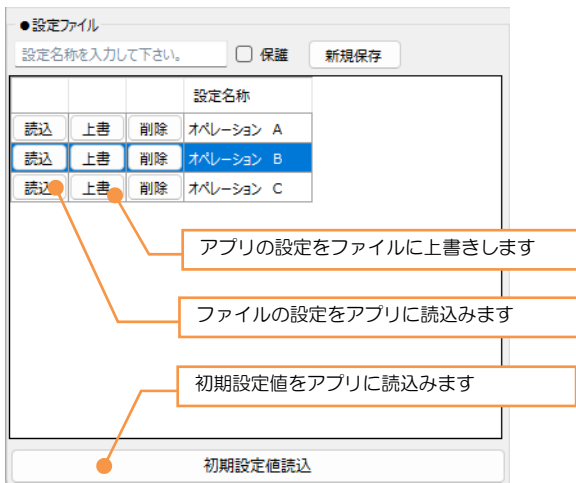 ●設定ファイル
設定名称を入力して下さい。 保護 新規保存
設定名称
読込 上書 削除 オペレーション A
読込 上書 削除 オペレーション B
読込 上書 削除 オペレーション C
アプリの設定をファイルに上書きします
ファイルの設定をアプリに読込みます
初期設定値をアプリに読込みます
初期設定値読込